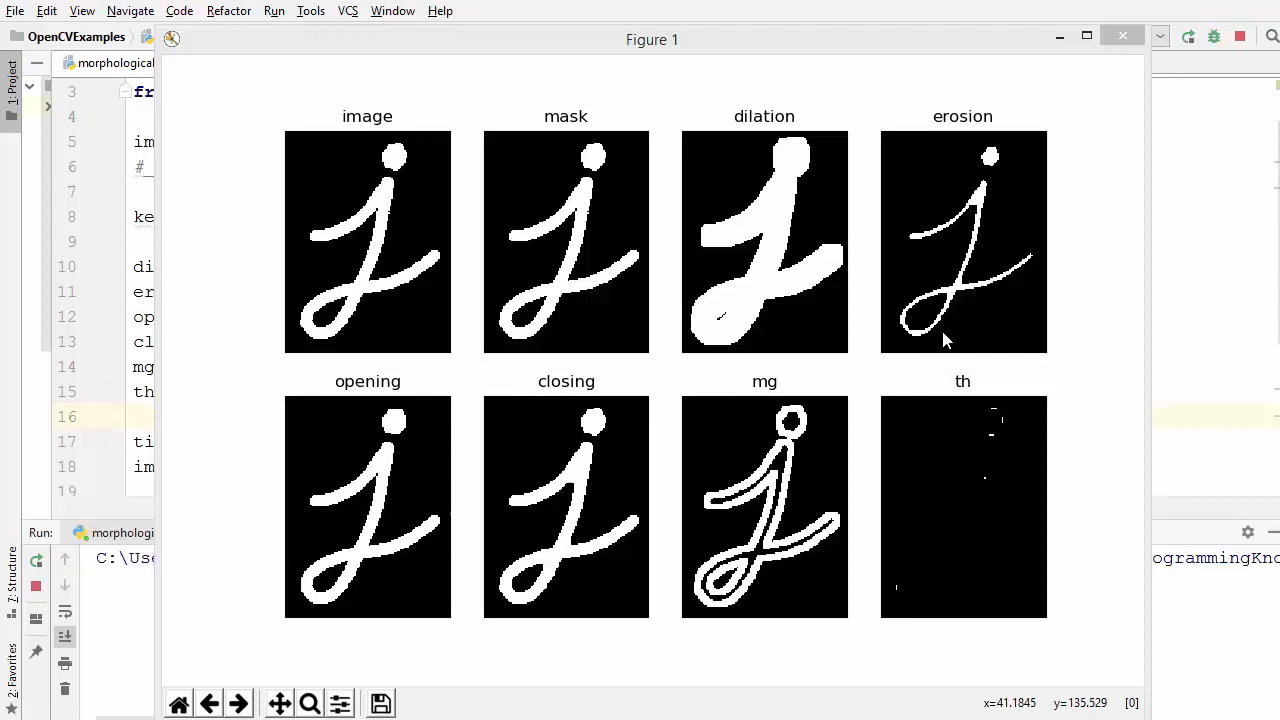 File Edit View Navigate Code Refactor Run Tools VCS Window Help
OpenCVExamples
Figure 1
1: Project
morphological
3 fr
4
5 im
6 #_
7
8 ke
9
10 di
11 er
12 op
13 cl
14 mg
15 th
16
17 ti
18 im
19
image mask dilation erosion
opening closing mg th
Run: morphologi
C:\Use
ogrammingKno
7: Structure
2: Favorites
x=41.1845 y=135.529 [0]